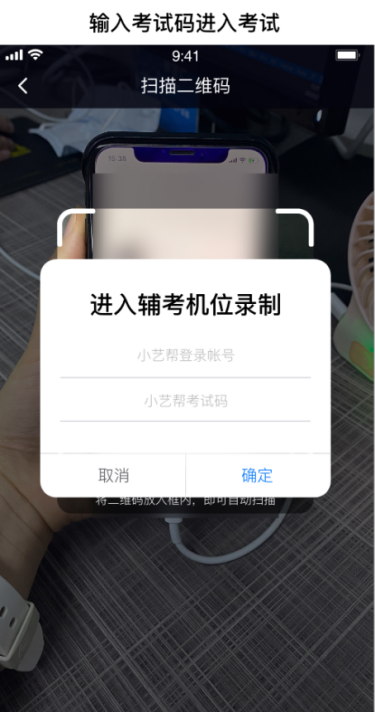 输入考试码进入考试
9:41
扫描二维码
15:38
进入辅考机位录制
小艺帮登录帐号
小艺帮考试码
取消
确定
将二维码放入框内，即可自动扫描